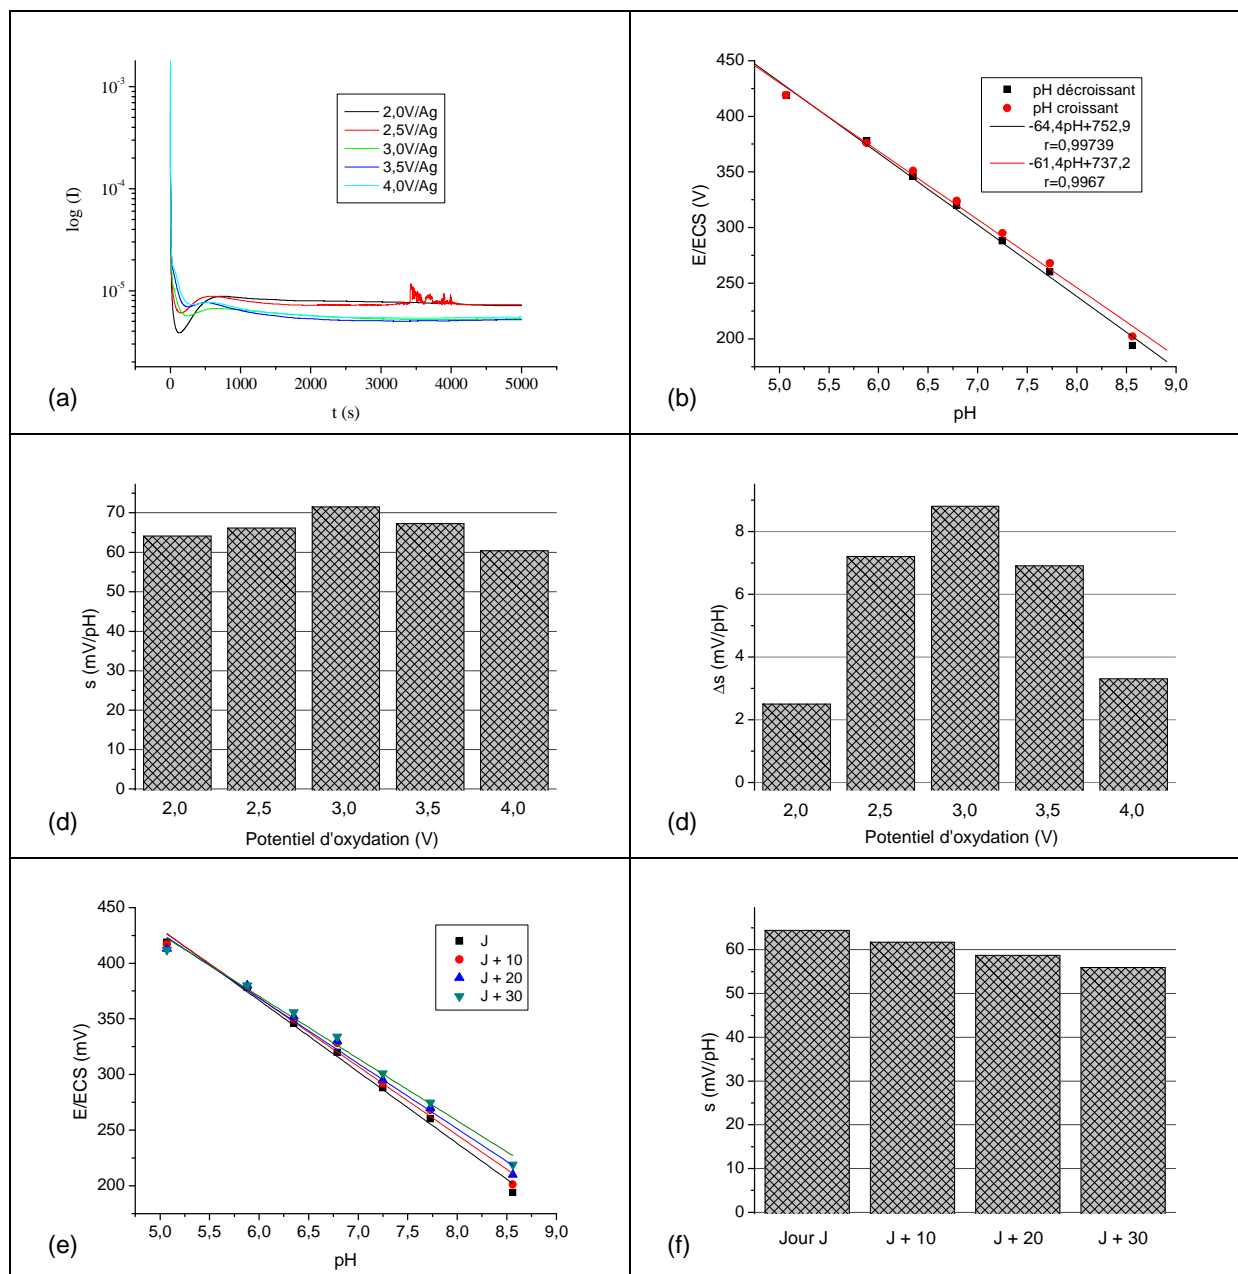 10^-3
10^-4
10^-5
log (I)
2,0V/Ag
2,5V/Ag
3,0V/Ag
3,5V/Ag
4,0V/Ag
0 1000 2000 3000 4000 5000
t (s)
(a)
450
400
350
300
250
200
E/ECS (V)
pH décroissant
pH croissant
-64,4pH+752,9
r=0,99739
-61,4pH+737,2
r=0,9967
5,0 5,5 6,0 6,5 7,0 7,5 8,0 8,5 9,0
pH
(b)
70
60
50
40
30
20
10
0
s (mV/pH)
2,0 2,5 3,0 3,5 4,0
Potentiel d'oxydation (V)
(d)
8
6
4
2
0
Δs (mV/pH)
2,0 2,5 3,0 3,5 4,0
Potentiel d'oxydation (V)
(d)
450
400
350
300
250
200
E/ECS (mV)
J
J + 10
J + 20
J + 30
5,0 5,5 6,0 6,5 7,0 7,5 8,0 8,5 9,0
pH
(e)
60
50
40
30
20
10
0
s (mV/pH)
Jour J J + 10 J + 20 J + 30
(f)